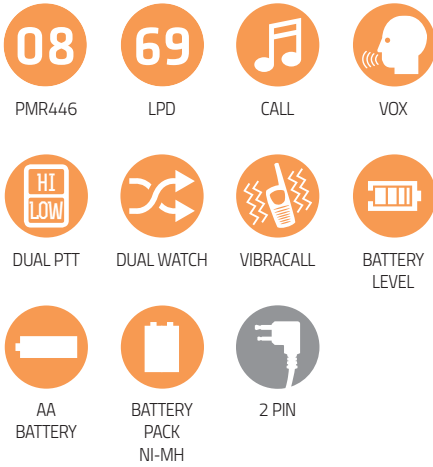 08
69
PMR446
LPD
CALL
VOX
HI
LOW
DUAL PTT
DUAL WATCH
VIBRACALL
BATTERY
LEVEL
AA
BATTERY
BATTERY
PACK
NI-MH
2 PIN